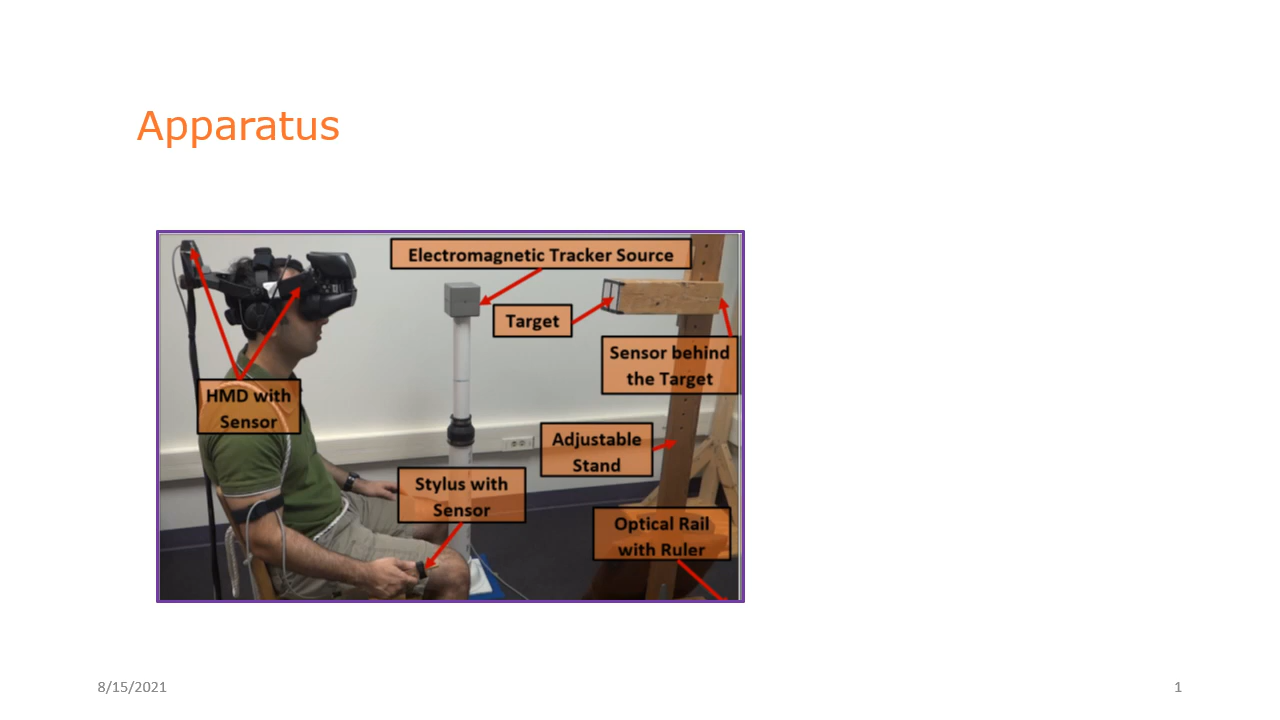 Apparatus
Electromagnetic Tracker Source
Target
Sensor behind
the Target
HMD with
Sensor
Adjustable
Stand
Stylus with
Sensor
Optical Rail
with Ruler
8/15/2021
1